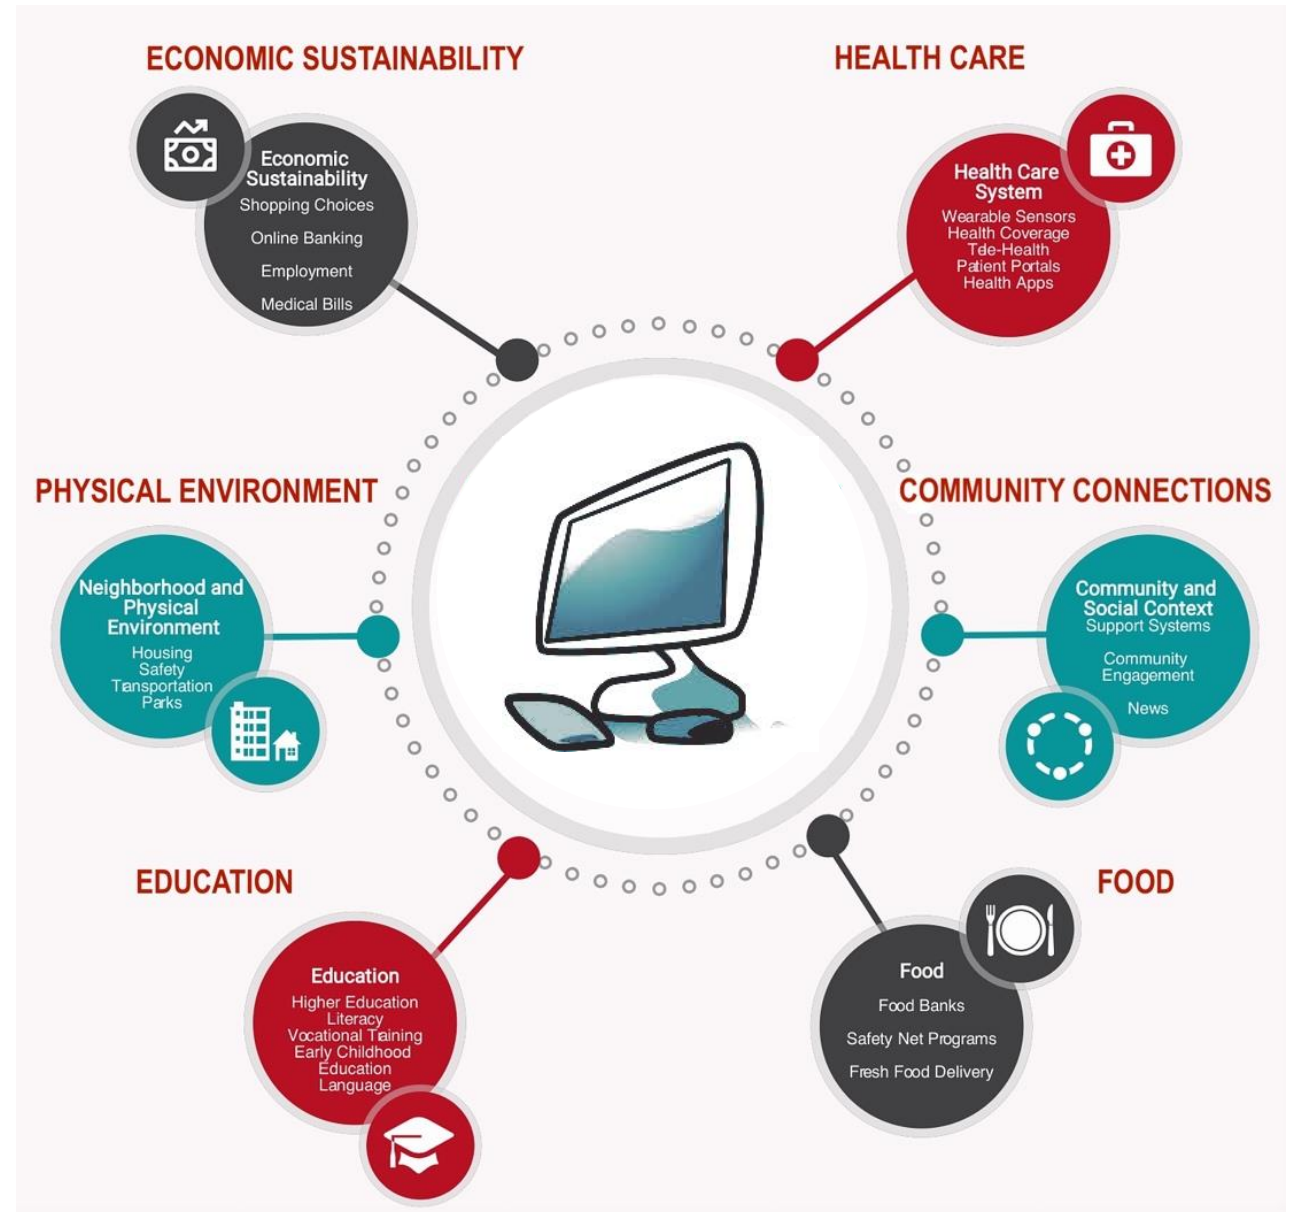 ECONOMIC SUSTAINABILITY
Economic
Sustainability
Shopping Choices
Online Banking
Employment
Medical Bills
HEALTH CARE
Health Care
System
Wearable Sensors
Health Coverage
Tele-Health
Patient Portals
Health Apps
PHYSICAL ENVIRONMENT
Neighborhood and
Physical
Environment
Housing
Safety
Transportation
Parks
COMMUNITY CONNECTIONS
Community and
Social Context
Support Systems
Community
Engagement
News
EDUCATION
Education
Higher Education
Literacy
Vocational Training
Early Childhood
Education
Language
FOOD
Food
Food Banks
Safety Net Programs
Fresh Food Delivery